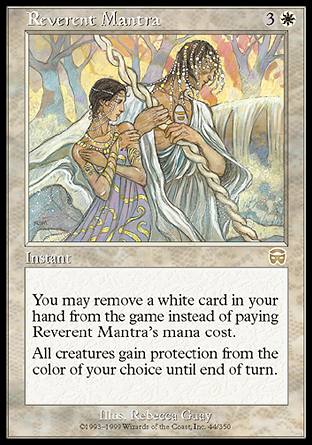 Reverent Mantra 3
Instant
You may remove a white card in your
hand from the game instead of paying
Reverent Mantra's mana cost.
All creatures gain protection from the
color of your choice until end of turn.
Illus. Rebecca Guay
©1993–1999 Wizards of the Coast, Inc. 44/350